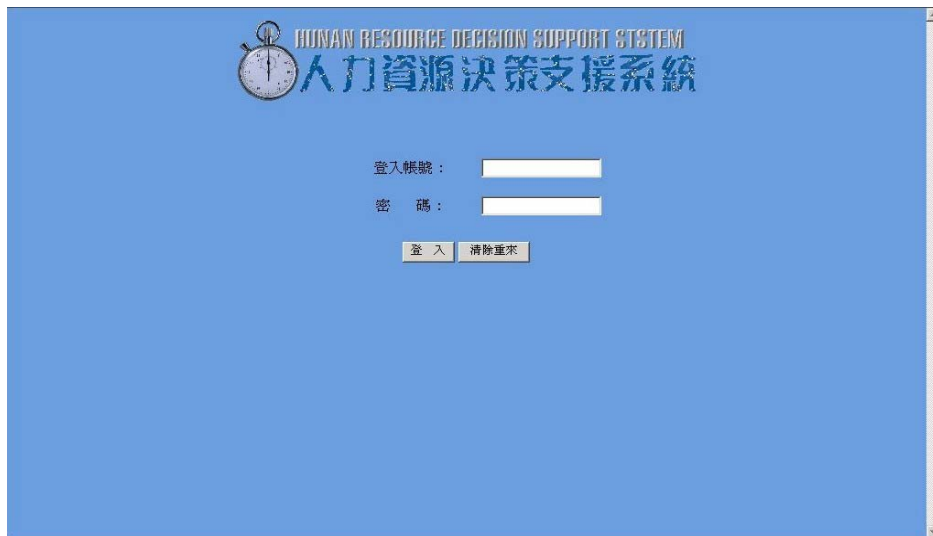 HUNAN RESOURCE DECISION SUPPORT STSTEM
人力資源決策支援系統
登入帳號：
密 碼：
登 入 清除重來